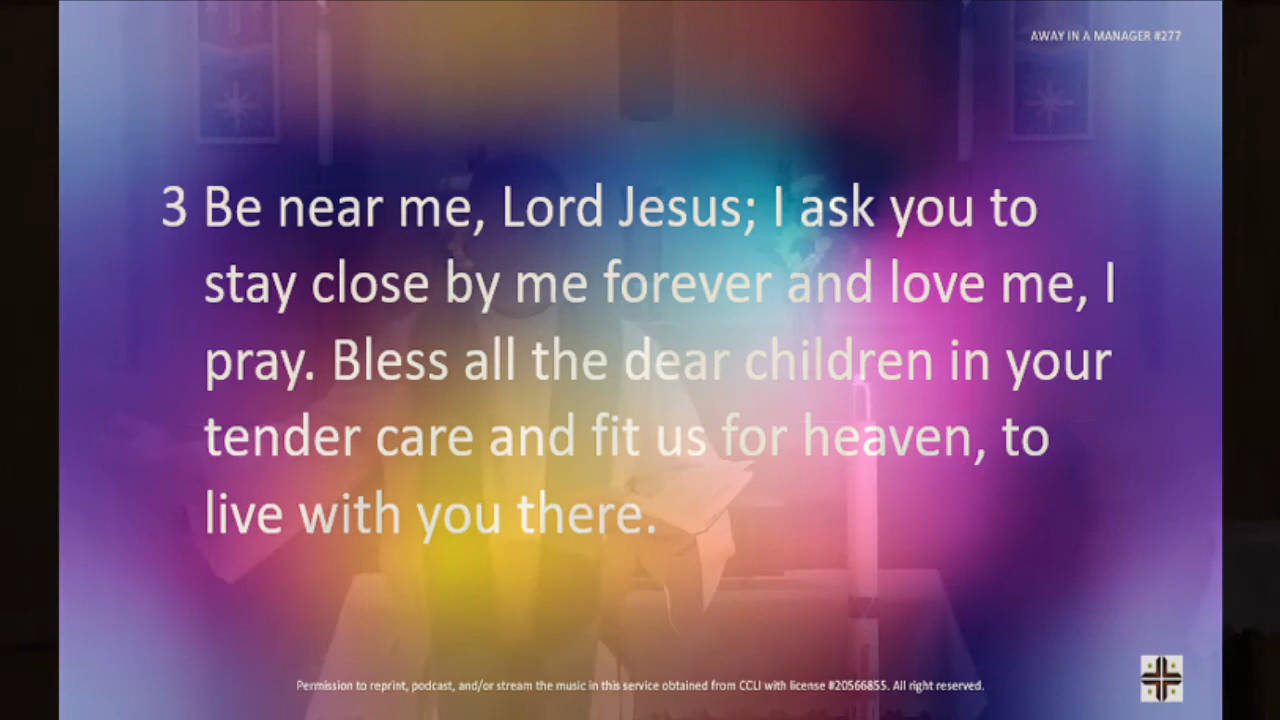 AWAY IN A MANAGER #277
3 Be near me, Lord Jesus; I ask you to
stay close by me forever and love me, I
pray. Bless all the dear children in your
tender care and fit us for heaven, to
live with you there.
Permission to reprint, podcast, and/or stream the music in this service obtained from CCLI with license #20566855. All right reserved.